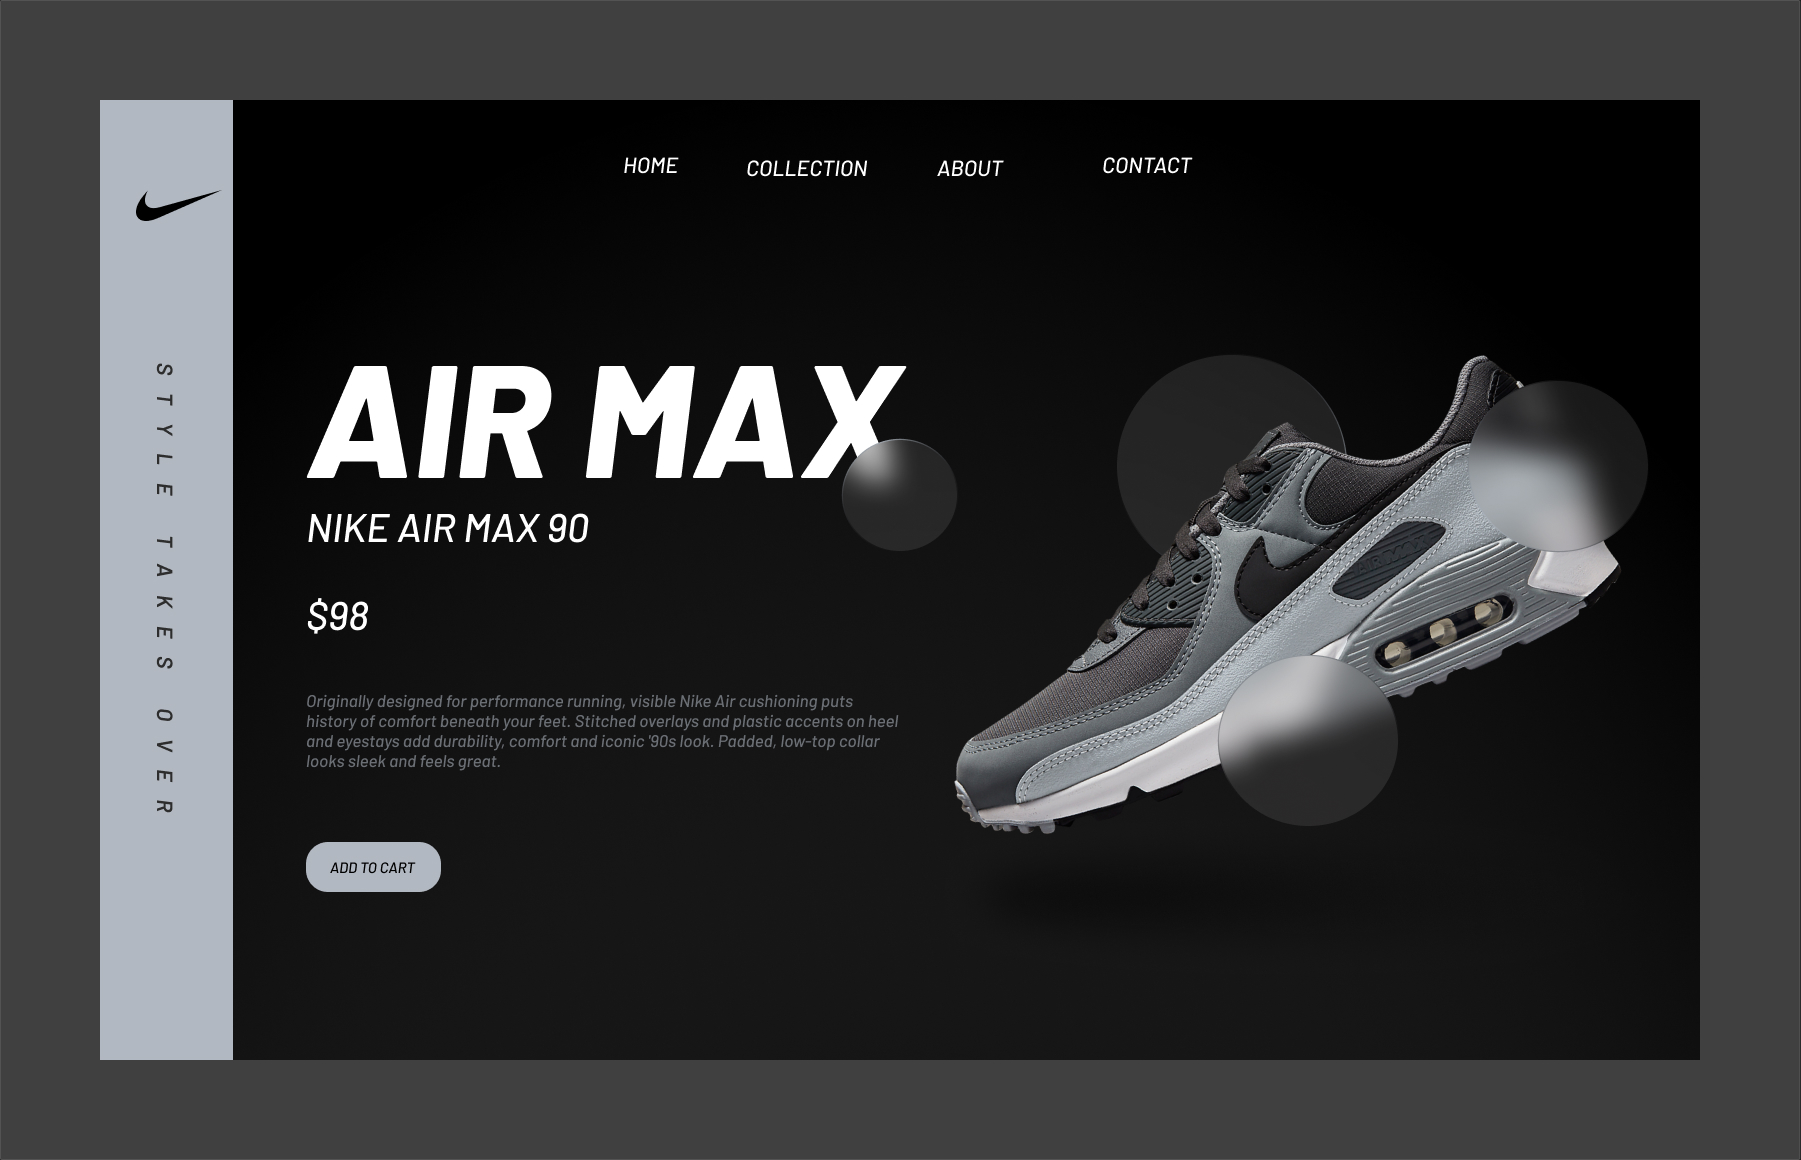 HOME COLLECTION ABOUT CONTACT
STYLE TAKES OVER
AIR MAX
NIKE AIR MAX 90
$98
Originally designed for performance running, visible Nike Air cushioning puts
history of comfort beneath your feet. Stitched overlays and plastic accents on heel
and eyestays add durability, comfort and iconic '90s look. Padded, low-top collar
looks sleek and feels great.
ADD TO CART
AIR MAX